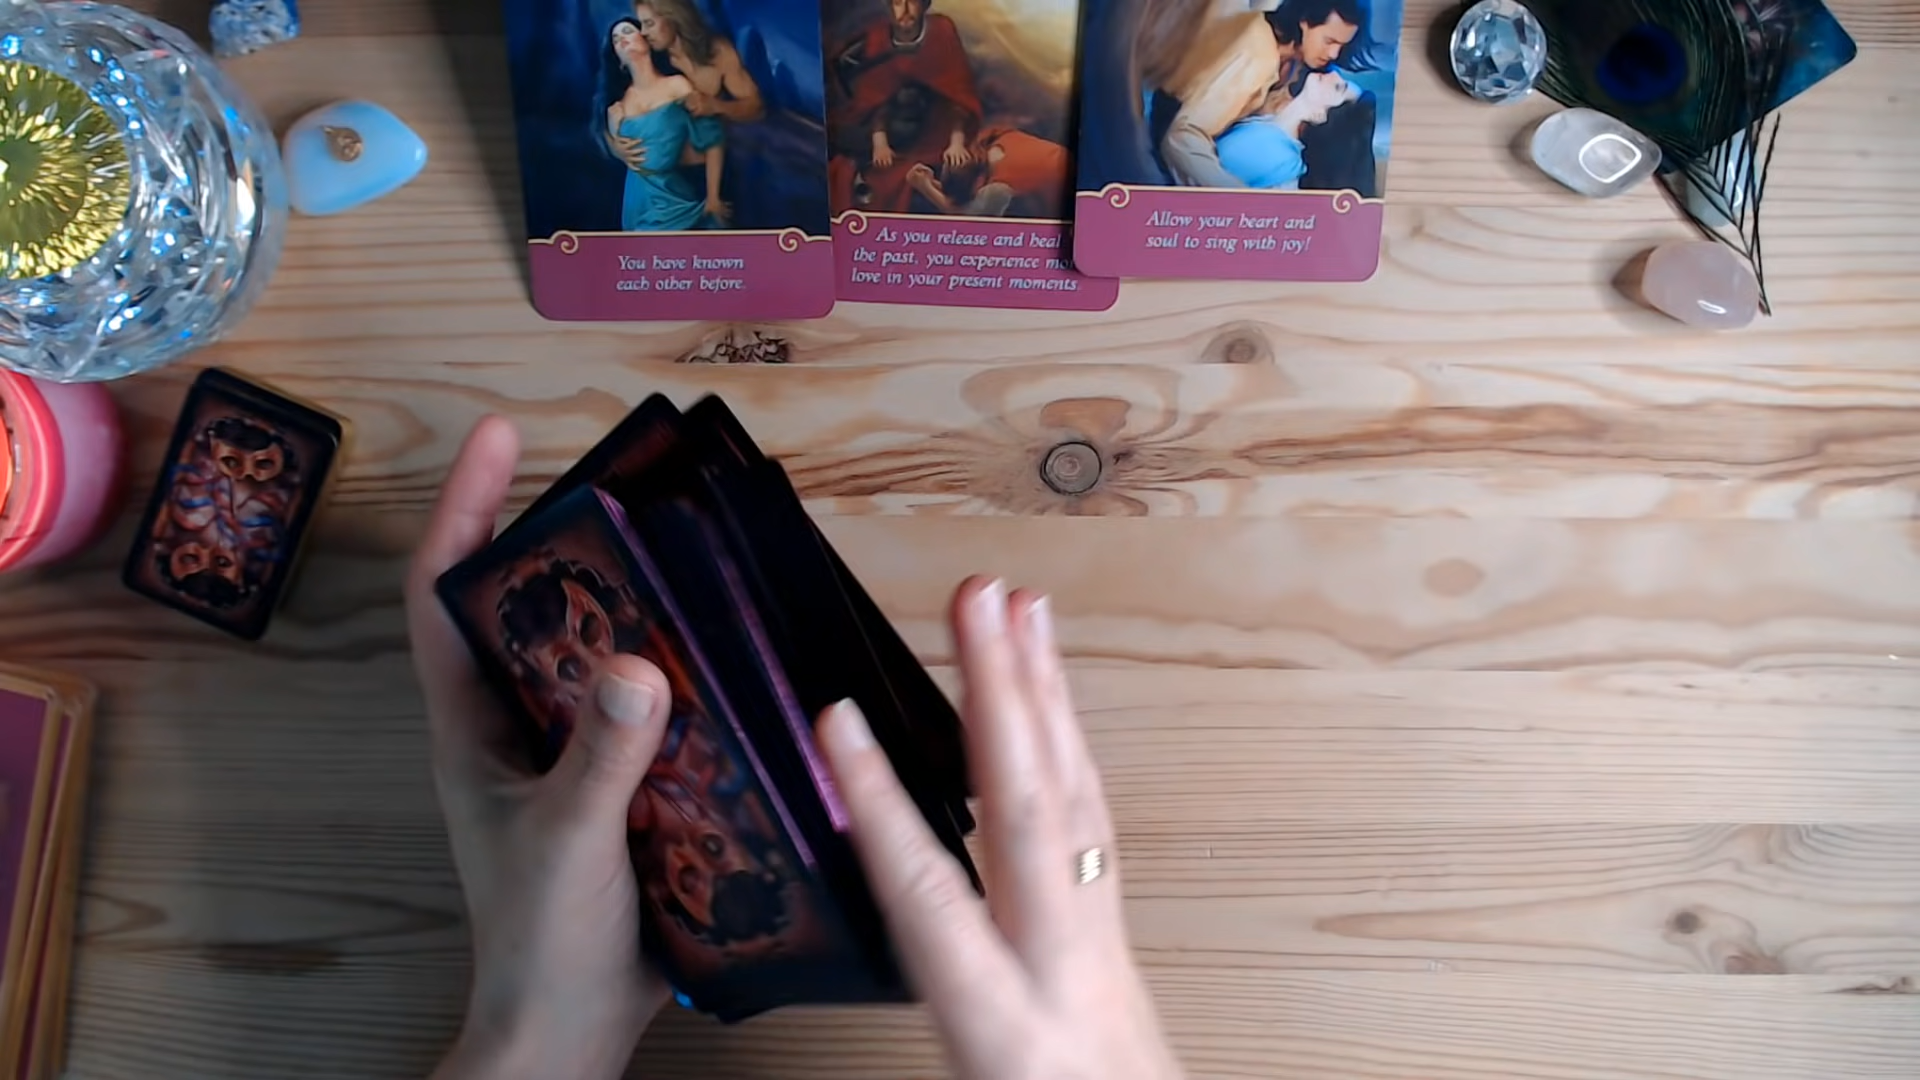 You have known
each other before.
As you release and heal
the past, you experience
love in your present moments.
Allow your heart and
soul to sing with joy!